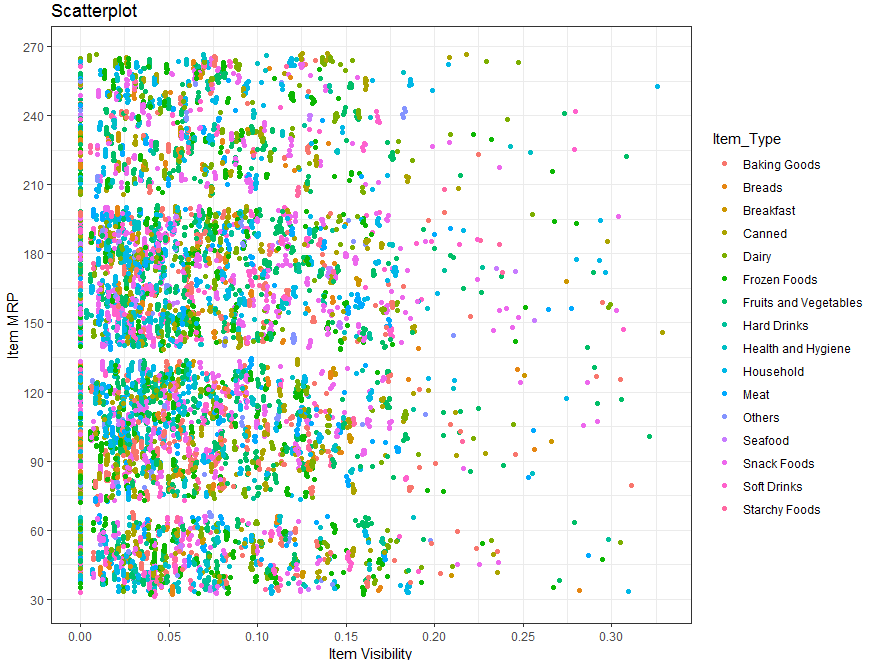 Scatterplot
270
240
210
180
150
120
90
60
30
Item MRP
0.00 0.05 0.10 0.15 0.20 0.25 0.30
Item Visibility
Item_Type
Baking Goods
Breads
Breakfast
Canned
Dairy
Frozen Foods
Fruits and Vegetables
Hard Drinks
Health and Hygiene
Household
Meat
Others
Seafood
Snack Foods
Soft Drinks
Starchy Foods